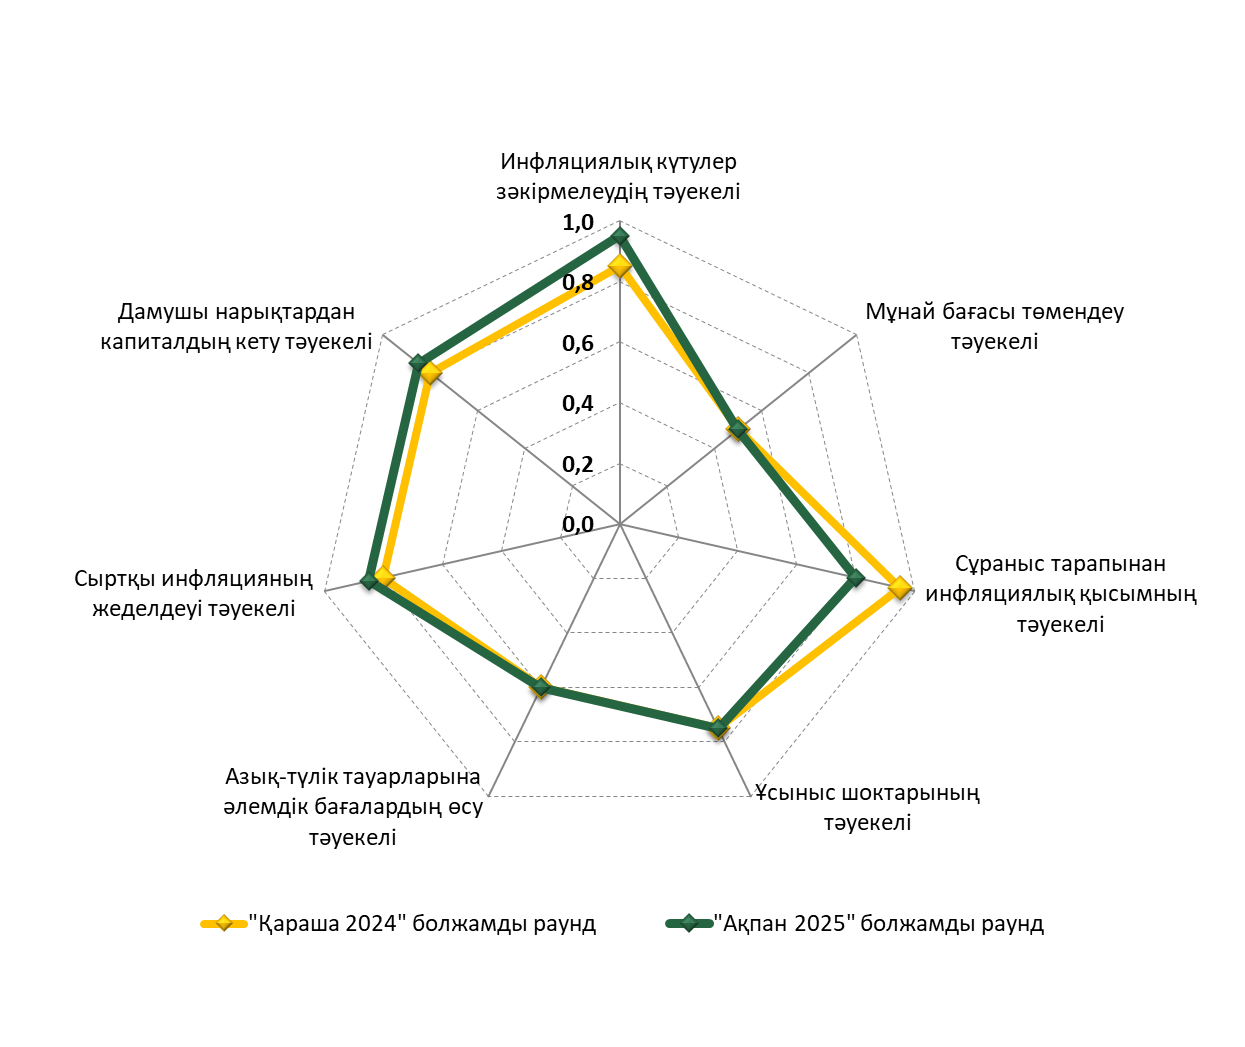 Инфляциялық күтулер
зәкірмелеудің тәуекелі
1,0
0,8
0,6
0,4
0,2
0,0
Дамушы нарықтардан
капиталдың кету тәуекелі
Мұнай бағасы төмендеу
тәуекелі
Сыртқы инфляцияның
жеделдеуі тәуекелі
Сұраныс тарапынан
инфляциялық қысымның
тәуекелі
Азық-түлік тауарларына
әлемдік бағалардың өсу
тәуекелі
Ұсыныс шоктарының
тәуекелі
"Қараша 2024" болжамды раунд
"Ақпан 2025" болжамды раунд